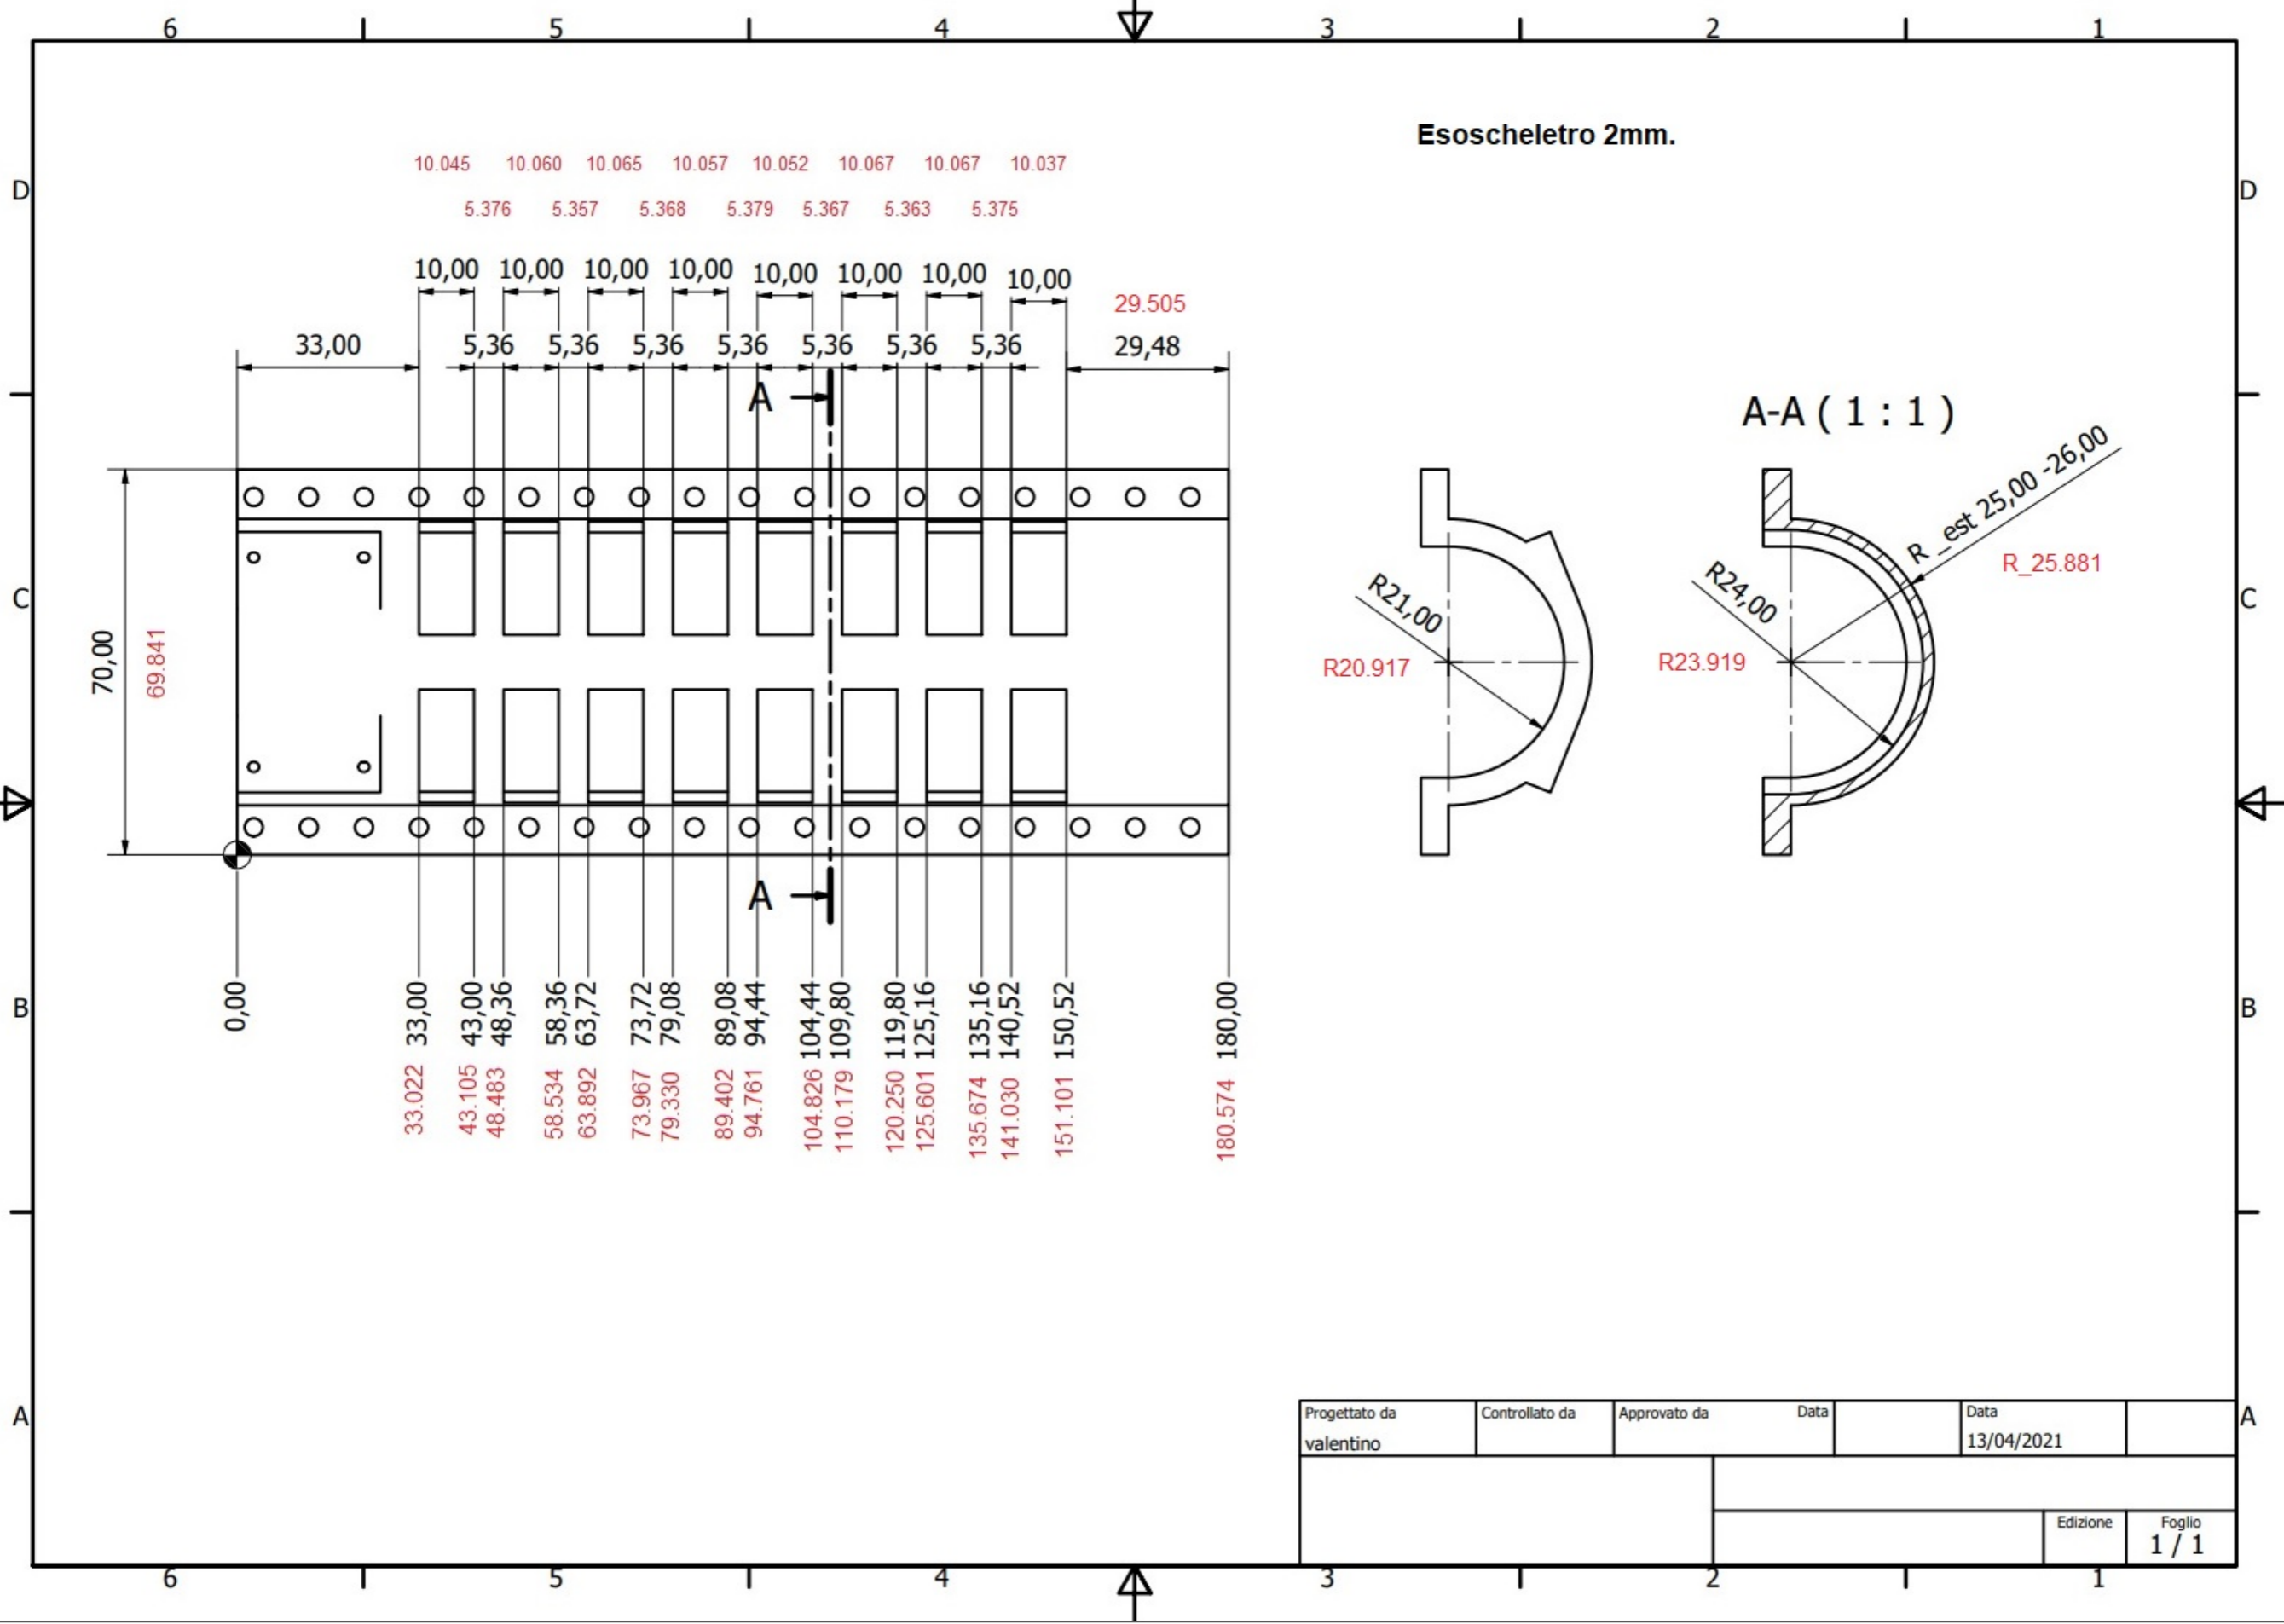 6 5 4 3 2 1
Esoscheletro 2mm.
10.045 10.060 10.065 10.057 10.052 10.067 10.067 10.037
D D
5.376 5.357 5.368 5.379 5.367 5.363 5.375
10,00 10,00 10,00 10,00 10,00 10,00 10,00 10,00
29.505
33,00 5,36 5,36 5,36 5,36 5,36 5,36 5,36 29,48
A
A-A ( 1 : 1 )
R _est 25,00 -26,00
R_25.881
C C
R21,00
R24,00
R20.917
R23.919
70,00
69.841
A
B B
0,00 33,00 43,00 48,36 58,36 63,72 73,72 79,08 89,08 94,44 104,44 109,80 119,80 125,16 135,16 140,52 150,52 180,00
33.022 43.105 48.483 58.534 63.892 73.967 79.330 89.402 94.761 104.826 110.179 120.250 125.601 135.674 141.030 151.101 180.574
A A
Progettato da Controllato da Approvato da Data Data
valentino 13/04/2021
Edizione Foglio
1 / 1
6 5 4 3 2 1